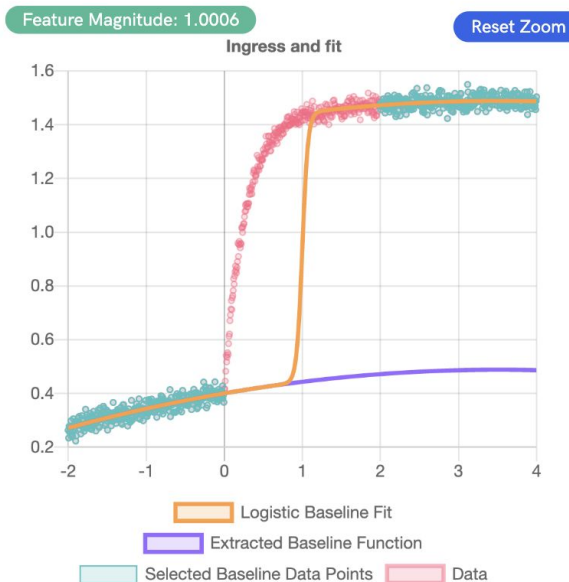 Feature Magnitude: 1.0006
Reset Zoom
Ingress and fit
1.6
1.4
1.2
1.0
0.8
0.6
0.4
0.2
-2 -1 0 1 2 3 4
Logistic Baseline Fit
Extracted Baseline Function
Selected Baseline Data Points Data